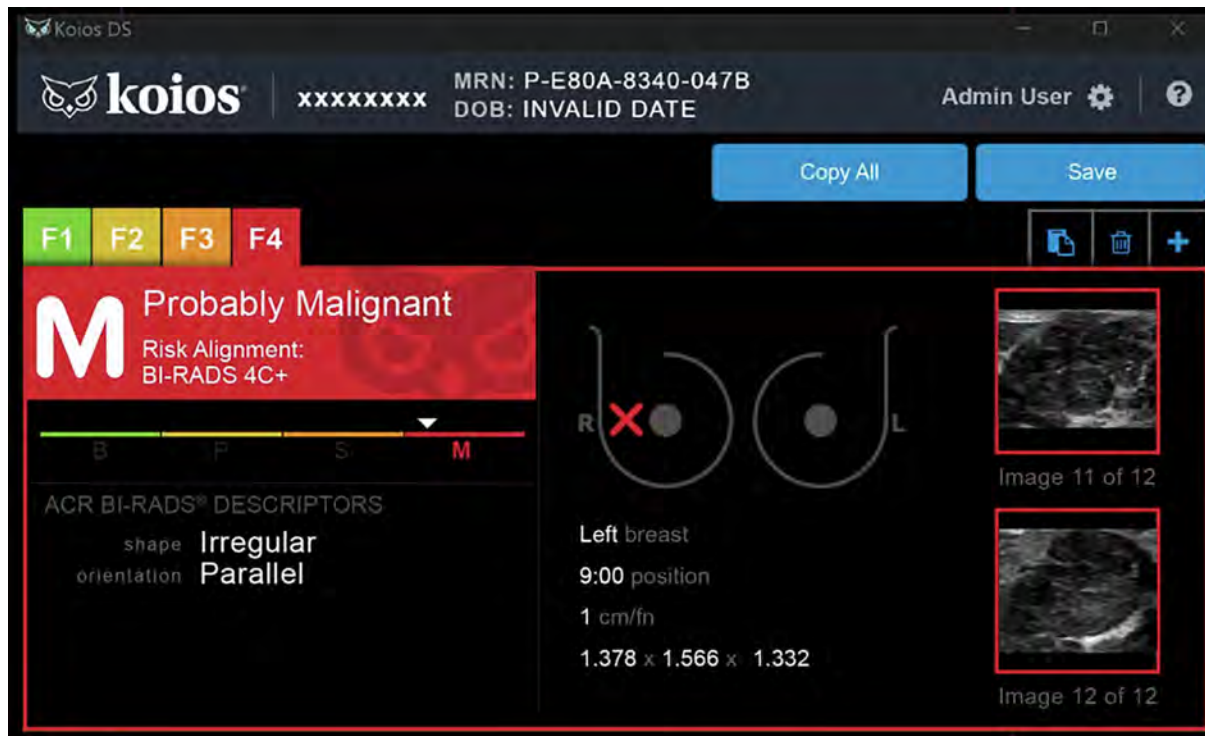 Koios DS
koios xxxxxxxx MRN: P-E80A-8340-047B
DOB: INVALID DATE
Admin User ?
Copy All Save
F1 F2 F3 F4
M Probably Malignant
Risk Alignment:
BI-RADS 4C+
B P S M
ACR BI-RADS® DESCRIPTORS
shape Irregular
orientation Parallel
R L
Left breast
9:00 position
1 cm/fn
1.378 x 1.566 x 1.332
Image 11 of 12
Image 12 of 12